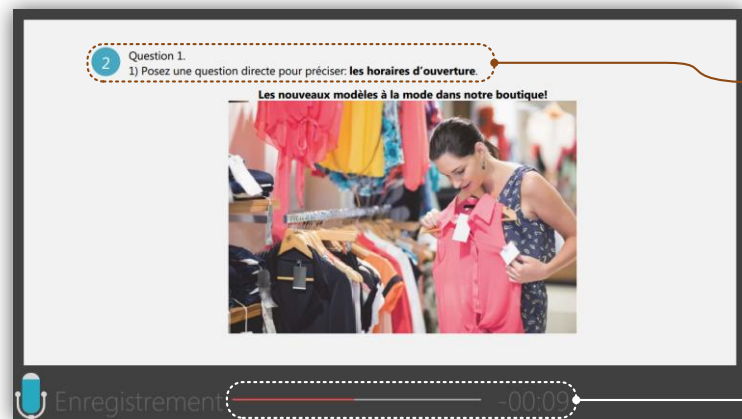 2
Question 1.
1) Posez une question directe pour préciser: les horaires d'ouverture.
Les nouveaux modèles à la mode dans notre boutique!
Enregistrement
-00:09